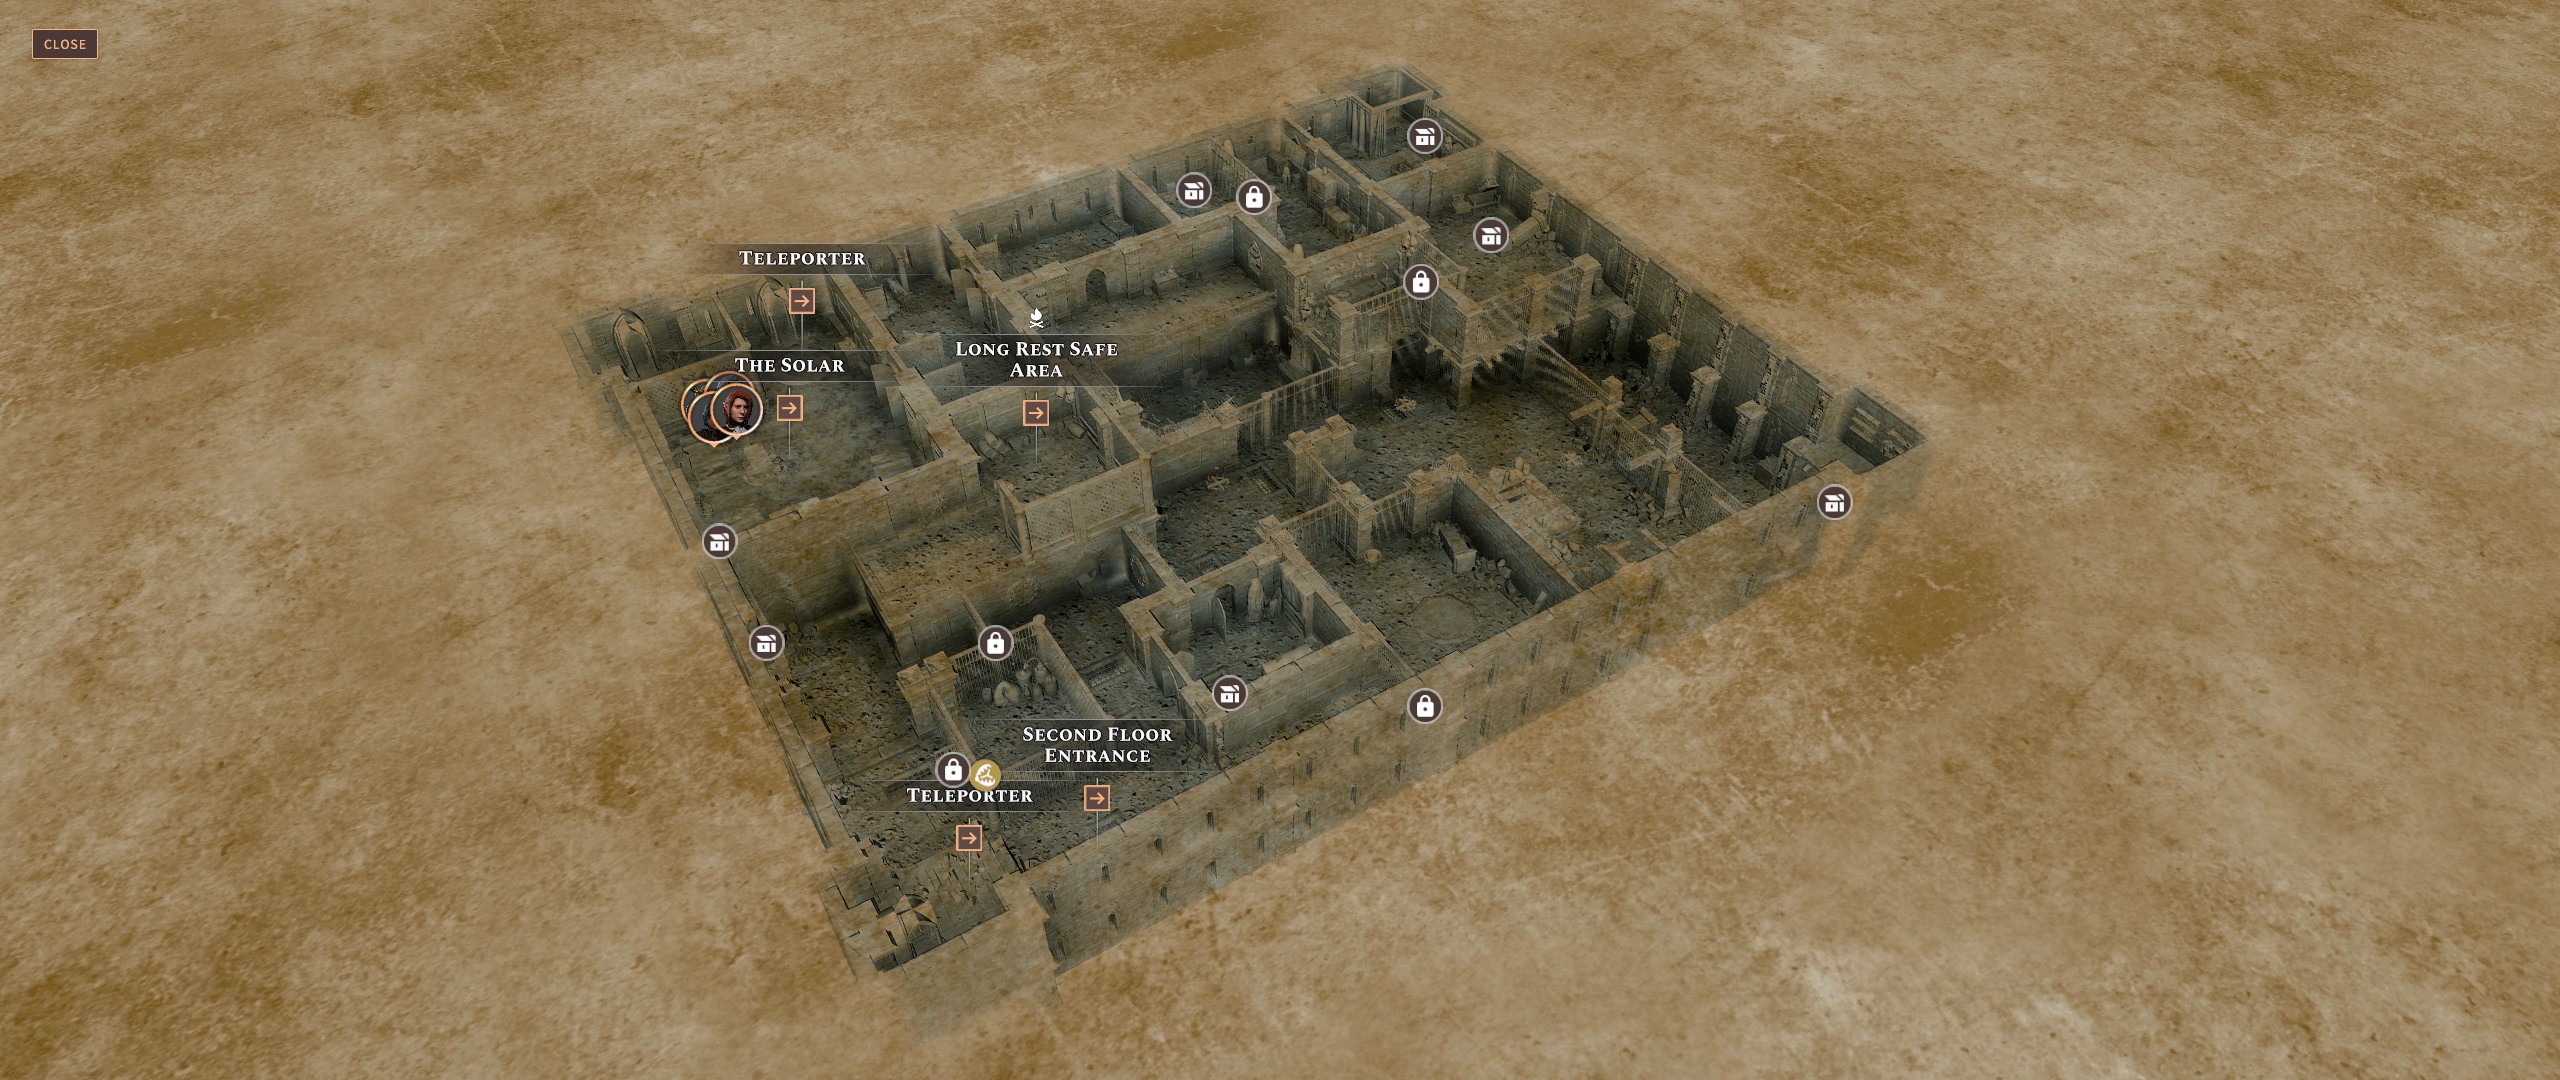 CLOSE
TELEPORTER
THE SOLAR
LONG REST SAFE
AREA
SECOND FLOOR
ENTRANCE
TELEPORTER